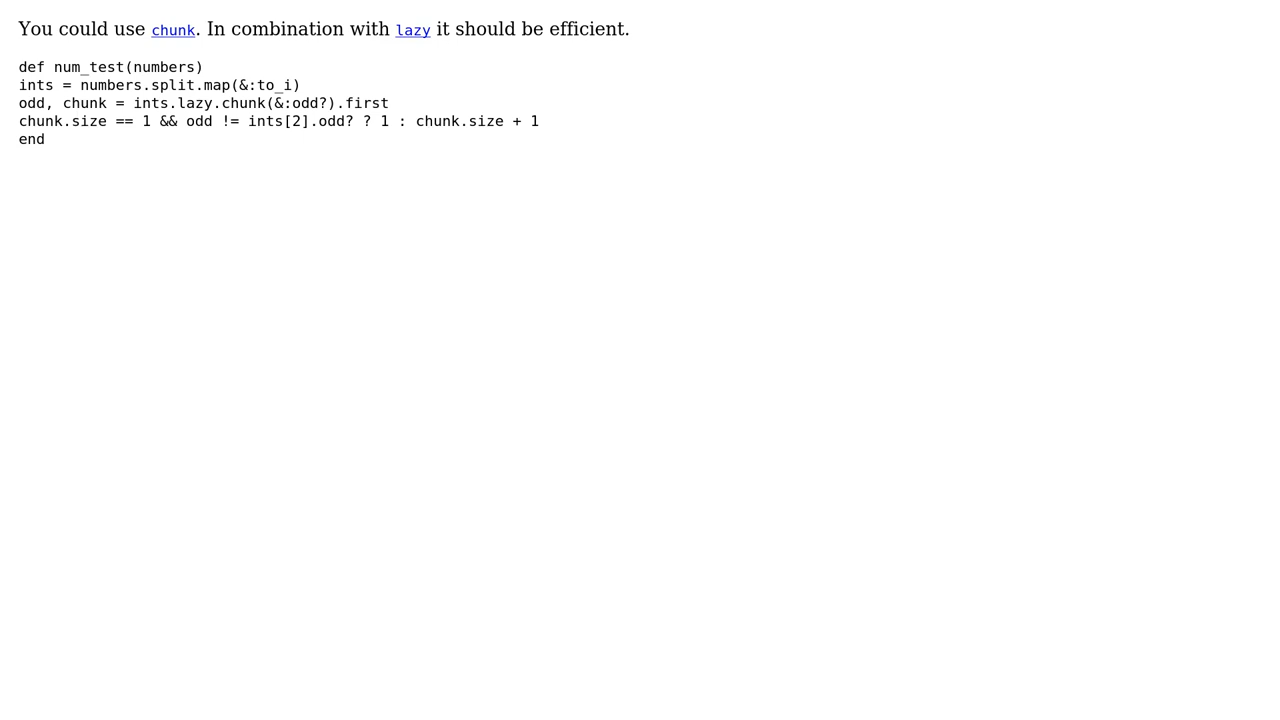 You could use chunk. In combination with lazy it should be efficient.
def num_test(numbers)
ints = numbers.split.map(&:to_i)
odd, chunk = ints.lazy.chunk(&:odd?).first
chunk.size == 1 && odd != ints[2].odd? ? 1 : chunk.size + 1
end